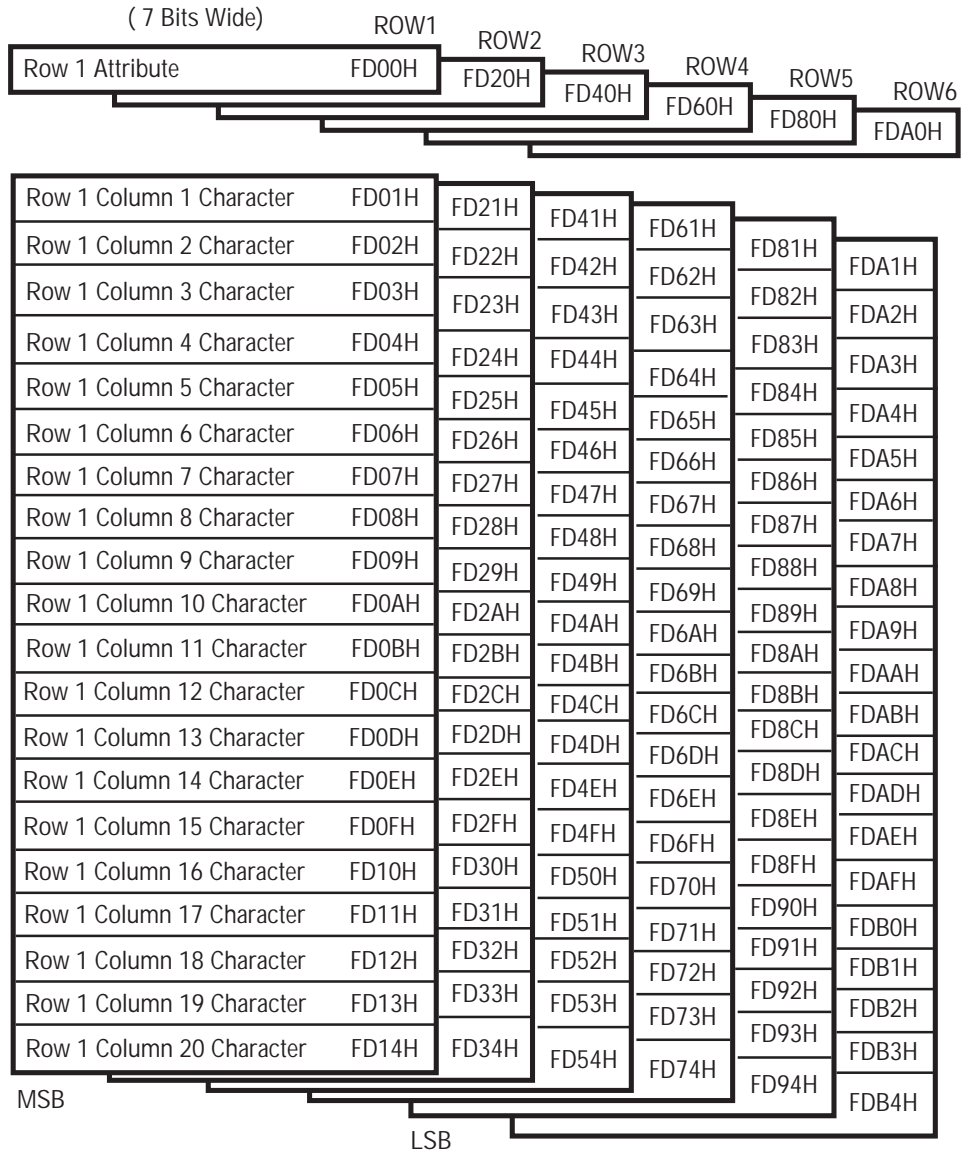 ( 7 Bits Wide)
ROW1
ROW2
ROW3
ROW4
ROW5
ROW6
Row 1 Attribute FD00H
FD20H
FD40H
FD60H
FD80H
FDA0H
Row 1 Column 1 Character FD01H FD21H FD41H FD61H FD81H FDA1H
Row 1 Column 2 Character FD02H FD22H FD42H FD62H FD82H FDA2H
Row 1 Column 3 Character FD03H FD23H FD43H FD63H FD83H FDA3H
Row 1 Column 4 Character FD04H FD24H FD44H FD64H FD84H FDA4H
Row 1 Column 5 Character FD05H FD25H FD45H FD65H FD85H FDA5H
Row 1 Column 6 Character FD06H FD26H FD46H FD66H FD86H FDA6H
Row 1 Column 7 Character FD07H FD27H FD47H FD67H FD87H FDA7H
Row 1 Column 8 Character FD08H FD28H FD48H FD68H FD88H FDA8H
Row 1 Column 9 Character FD09H FD29H FD49H FD69H FD89H FDA9H
Row 1 Column 10 Character FD0AH FD2AH FD4AH FD6AH FD8AH FDAAH
Row 1 Column 11 Character FD0BH FD2BH FD4BH FD6BH FD8BH FDABH
Row 1 Column 12 Character FD0CH FD2CH FD4CH FD6CH FD8CH FDACH
Row 1 Column 13 Character FD0DH FD2DH FD4DH FD6DH FD8DH FDADH
Row 1 Column 14 Character FD0EH FD2EH FD4EH FD6EH FD8EH FDAEH
Row 1 Column 15 Character FD0FH FD2FH FD4FH FD6FH FD8FH FDAFH
Row 1 Column 16 Character FD10H FD30H FD50H FD70H FD90H FDB0H
Row 1 Column 17 Character FD11H FD31H FD51H FD71H FD91H FDB1H
Row 1 Column 18 Character FD12H FD32H FD52H FD72H FD92H FDB2H
Row 1 Column 19 Character FD13H FD33H FD53H FD73H FD93H FDB3H
Row 1 Column 20 Character FD14H FD34H FD54H FD74H FD94H FDB4H
MSB
LSB